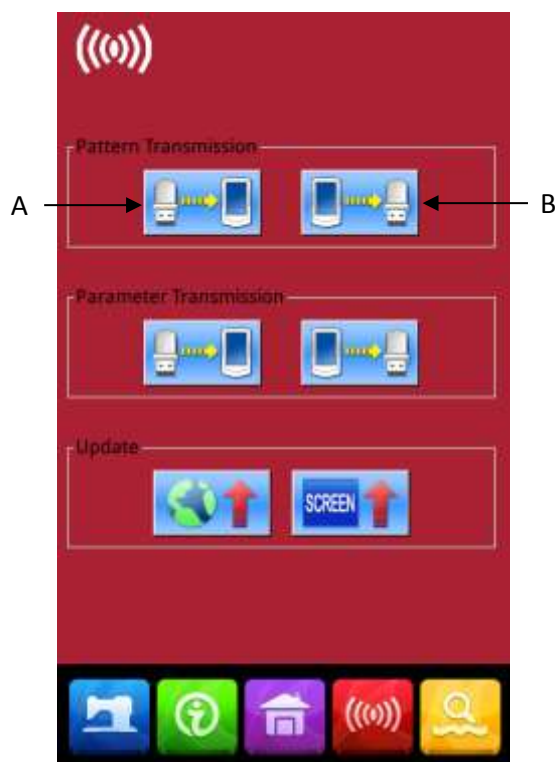 Pattern Transmission
A
B
Parameter Transmission
Update
SCREEN